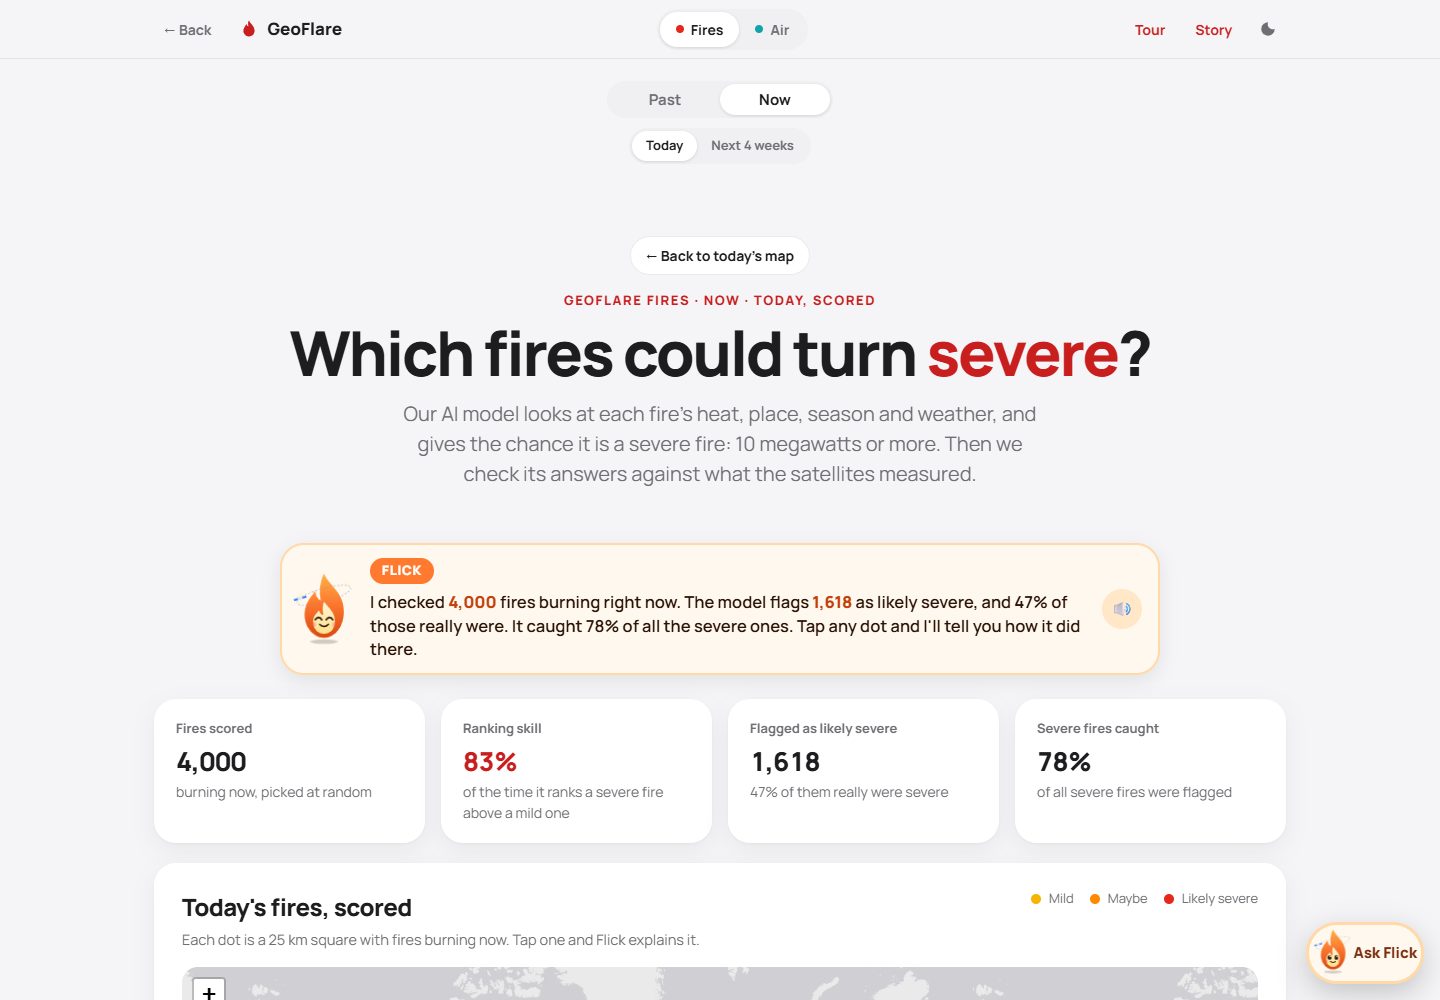 ← Back
GeoFlare
Fires
Air
Tour
Story
Past
Now
Today
Next 4 weeks
← Back to today's map
GEOFLARE FIRES · NOW · TODAY, SCORED
Which fires could turn severe?
Our AI model looks at each fire's heat, place, season and weather, and
gives the chance it is a severe fire: 10 megawatts or more. Then we
check its answers against what the satellites measured.
FLICK
I checked 4,000 fires burning right now. The model flags 1,618 as likely severe, and 47% of
those really were. It caught 78% of all the severe ones. Tap any dot and I'll tell you how it did
there.
Fires scored
4,000
burning now, picked at random
Ranking skill
83%
of the time it ranks a severe fire
above a mild one
Flagged as likely severe
1,618
47% of them really were severe
Severe fires caught
78%
of all severe fires were flagged
Today's fires, scored
Mild
Maybe
Likely severe
Each dot is a 25 km square with fires burning now. Tap one and Flick explains it.
+
Ask Flick